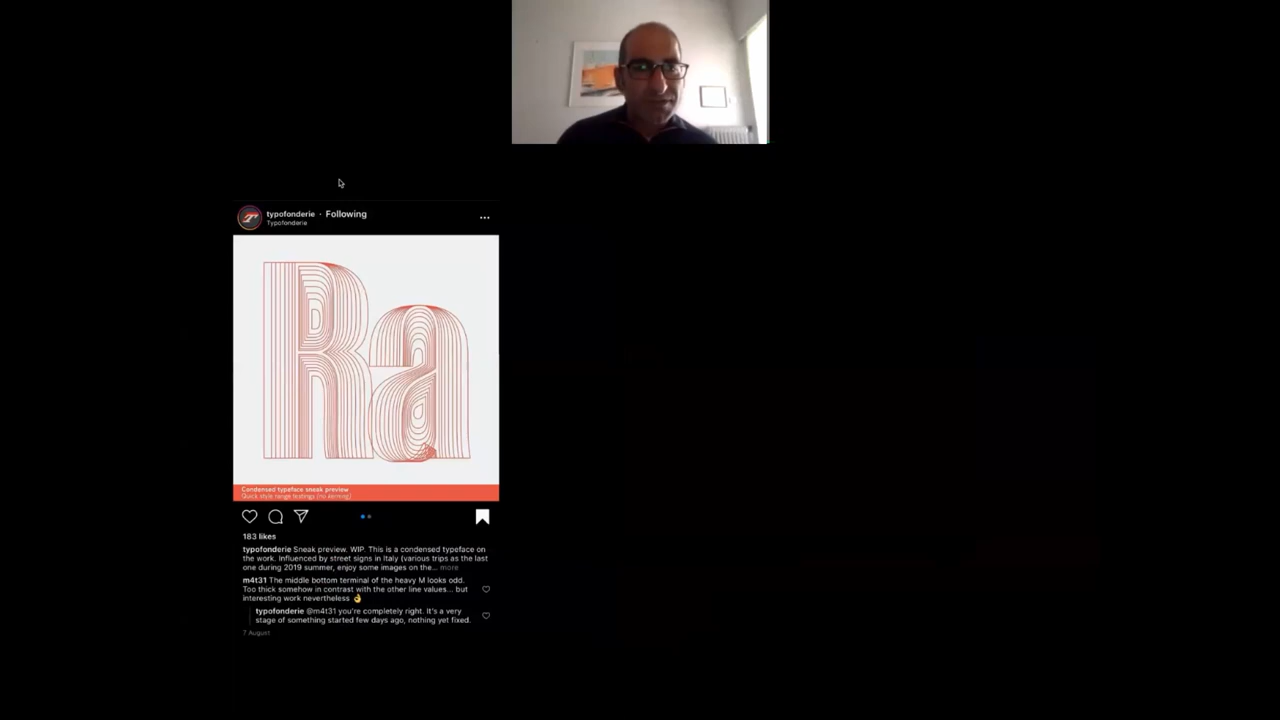 typofonderie · Following
Typofonderie
Ra
Condensed typeface sneak preview
Quick style range testings (no kerning)
183 likes
typofonderie Sneak preview. WIP. This is a condensed typeface on
the work. Influenced by street signs in Italy (various trips as the last
one during 2019 summer, enjoy some images on the... more
m4t31 The middle bottom terminal of the heavy M looks odd.
Too thick somehow in contrast with the other line values... but
interesting work nevertheless 👌
typofonderie @m4t31 you're completely right. It's a very
stage of something started few days ago, nothing yet fixed.
7 August